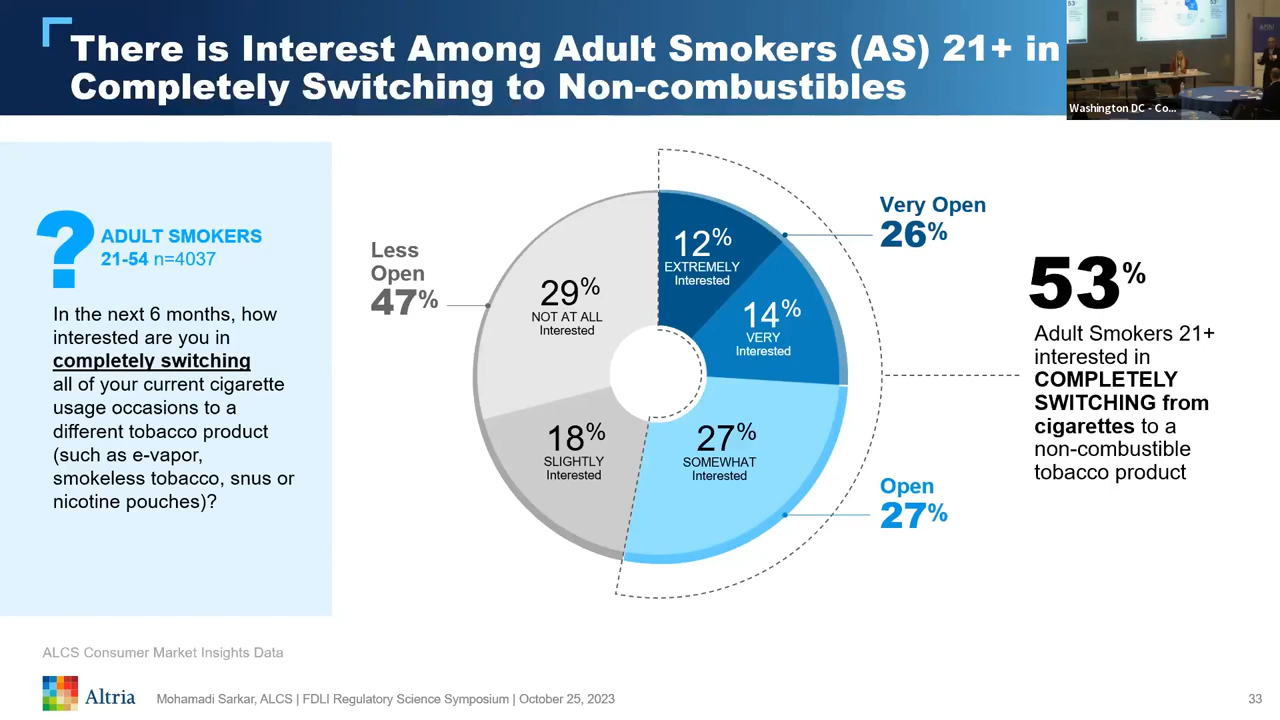 There is Interest Among Adult Smokers (AS) 21+ in
Completely Switching to Non-combustibles
Washington DC - Co...
?
ADULT SMOKERS
21-54 n=4037
In the next 6 months, how
interested are you in
completely switching
all of your current cigarette
usage occasions to a
different tobacco product
(such as e-vapor,
smokeless tobacco, snus or
nicotine pouches)?
Less
Open
47%
29%
NOT AT ALL
Interested
18%
SLIGHTLY
Interested
12%
EXTREMELY
Interested
14%
VERY
Interested
27%
SOMEWHAT
Interested
Very Open
26%
Open
27%
53%
Adult Smokers 21+
interested in
COMPLETELY
SWITCHING from
cigarettes to a
non-combustible
tobacco product
ALCS Consumer Market Insights Data
Altria
Mohamadi Sarkar, ALCS | FDLI Regulatory Science Symposium | October 25, 2023
33